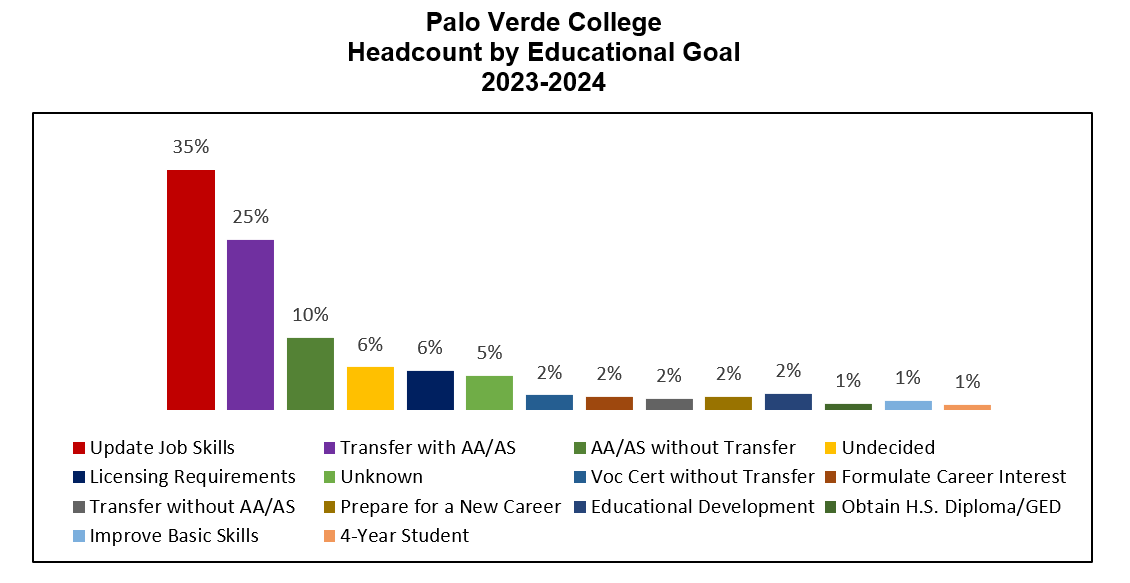 Palo Verde College
Headcount by Educational Goal
2023-2024
35%
25%
10%
6%
6%
5%
2%
2%
2%
2%
2%
1%
1%
1%
Update Job Skills
Transfer with AA/AS
AA/AS without Transfer
Undecided
Licensing Requirements
Unknown
Voc Cert without Transfer
Formulate Career Interest
Transfer without AA/AS
Prepare for a New Career
Educational Development
Obtain H.S. Diploma/GED
Improve Basic Skills
4-Year Student